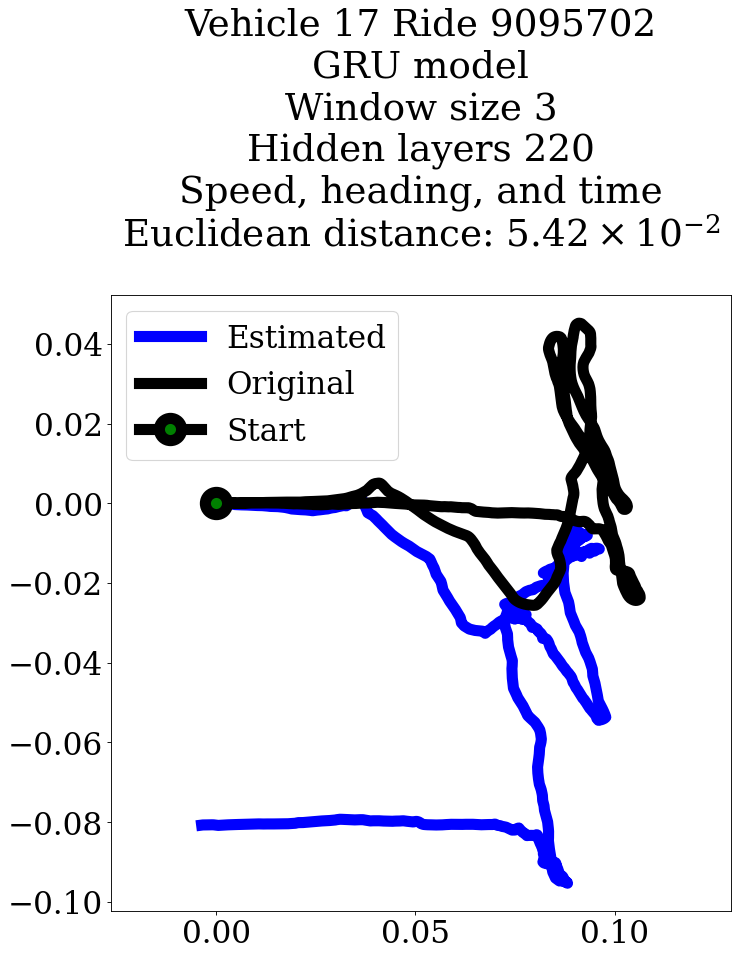 Vehicle 17 Ride 9095702
GRU model
Window size 3
Hidden layers 220
Speed, heading, and time
Euclidean distance: 5.42 × 10⁻²
Estimated
Original
Start
0.04
0.02
0.00
−0.02
−0.04
−0.06
−0.08
−0.10
0.00 0.05 0.10